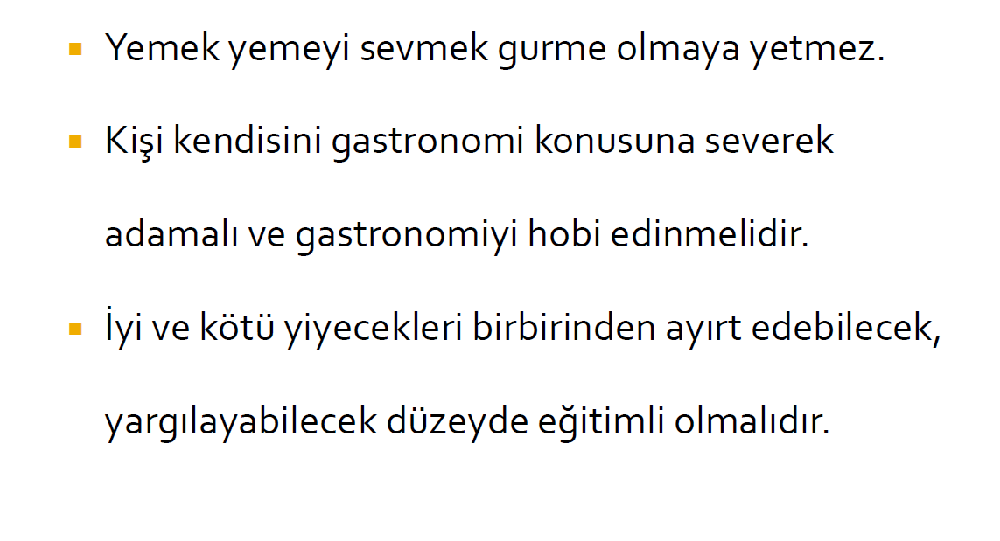 ▪ Yemek yemeyi sevmek gurme olmaya yetmez.
▪ Kişi kendisini gastronomi konusuna severek
adamalı ve gastronomiyi hobi edinmelidir.
▪ İyi ve kötü yiyecekleri birbirinden ayırt edebilecek,
yargılayabilecek düzeyde eğitimli olmalıdır.